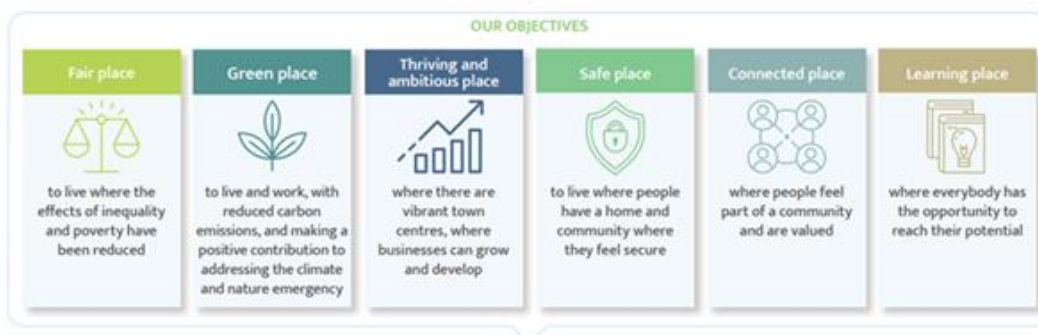 OUR OBJECTIVES
Fair place
to live where the
effects of inequality
and poverty have
been reduced
Green place
to live and work, with
reduced carbon
emissions, and making a
positive contribution to
addressing the climate
and nature emergency
Thriving and
ambitious place
where there are
vibrant town
centres, where
businesses can grow
and develop
Safe place
to live where people
have a home and
community where
they feel secure
Connected place
where people feel
part of a community
and are valued
Learning place
where everybody has
the opportunity to
reach their potential